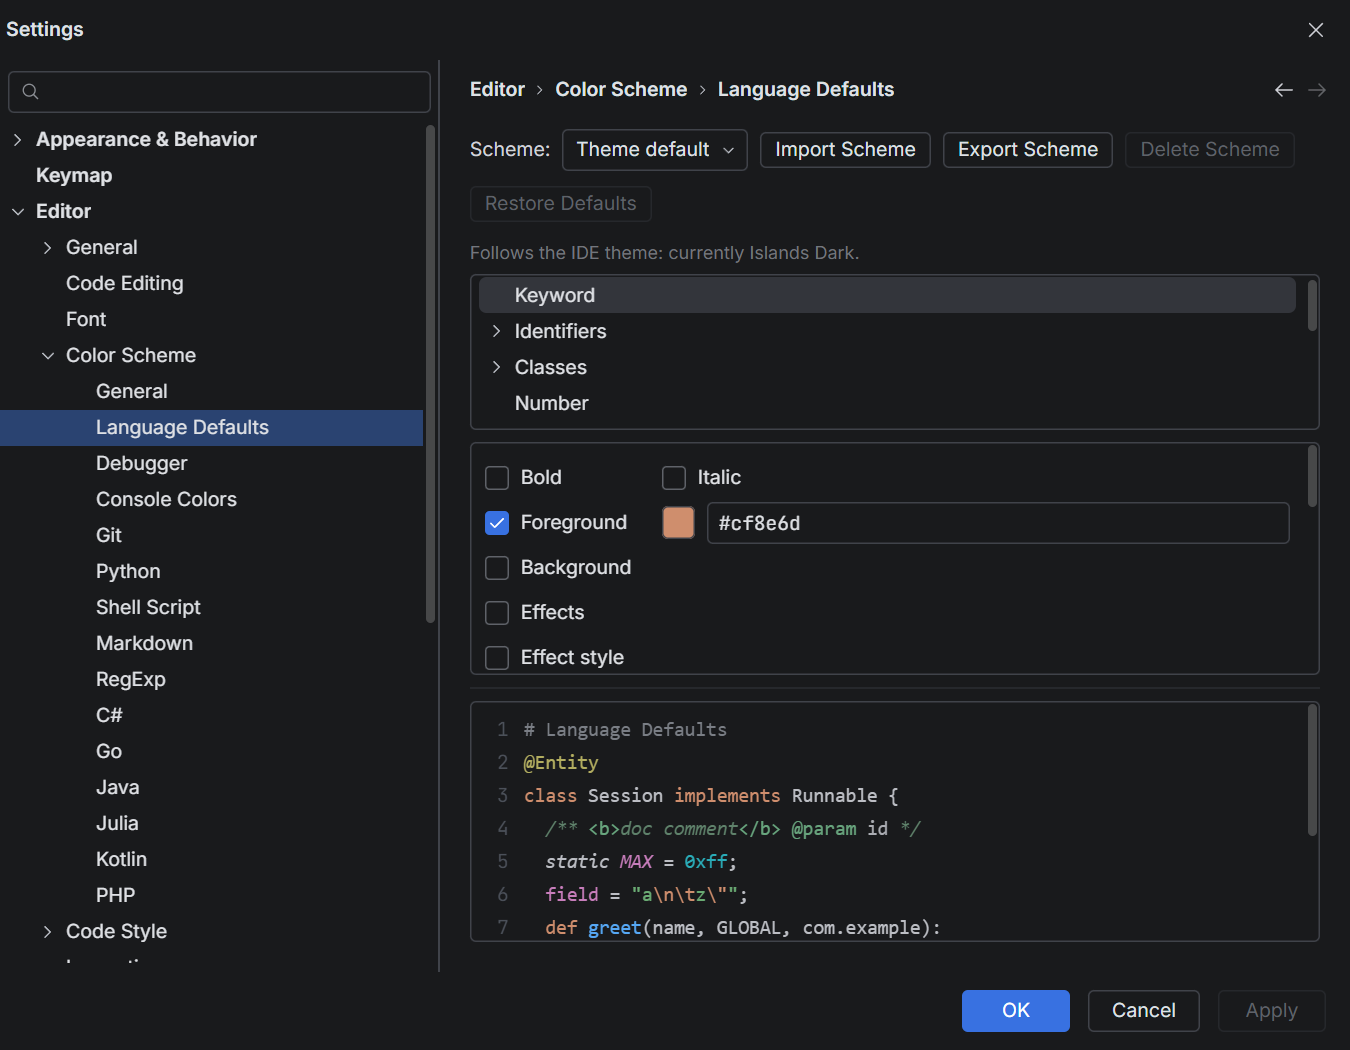 Settings
Appearance & Behavior
Keymap
Editor
General
Code Editing
Font
Color Scheme
General
Language Defaults
Debugger
Console Colors
Git
Python
Shell Script
Markdown
RegExp
C#
Go
Java
Julia
Kotlin
PHP
Code Style
Editor › Color Scheme › Language Defaults
Scheme: Theme default Import Scheme Export Scheme Delete Scheme
Restore Defaults
Follows the IDE theme: currently Islands Dark.
Keyword
Identifiers
Classes
Number
Bold Italic
Foreground #cf8e6d
Background
Effects
Effect style
1 # Language Defaults
2 @Entity
3 class Session implements Runnable {
4 /** <b>doc comment</b> @param id */
5 static MAX = 0xff;
6 field = "a\n\tz\"";
7 def greet(name, GLOBAL, com.example):
OK Cancel Apply